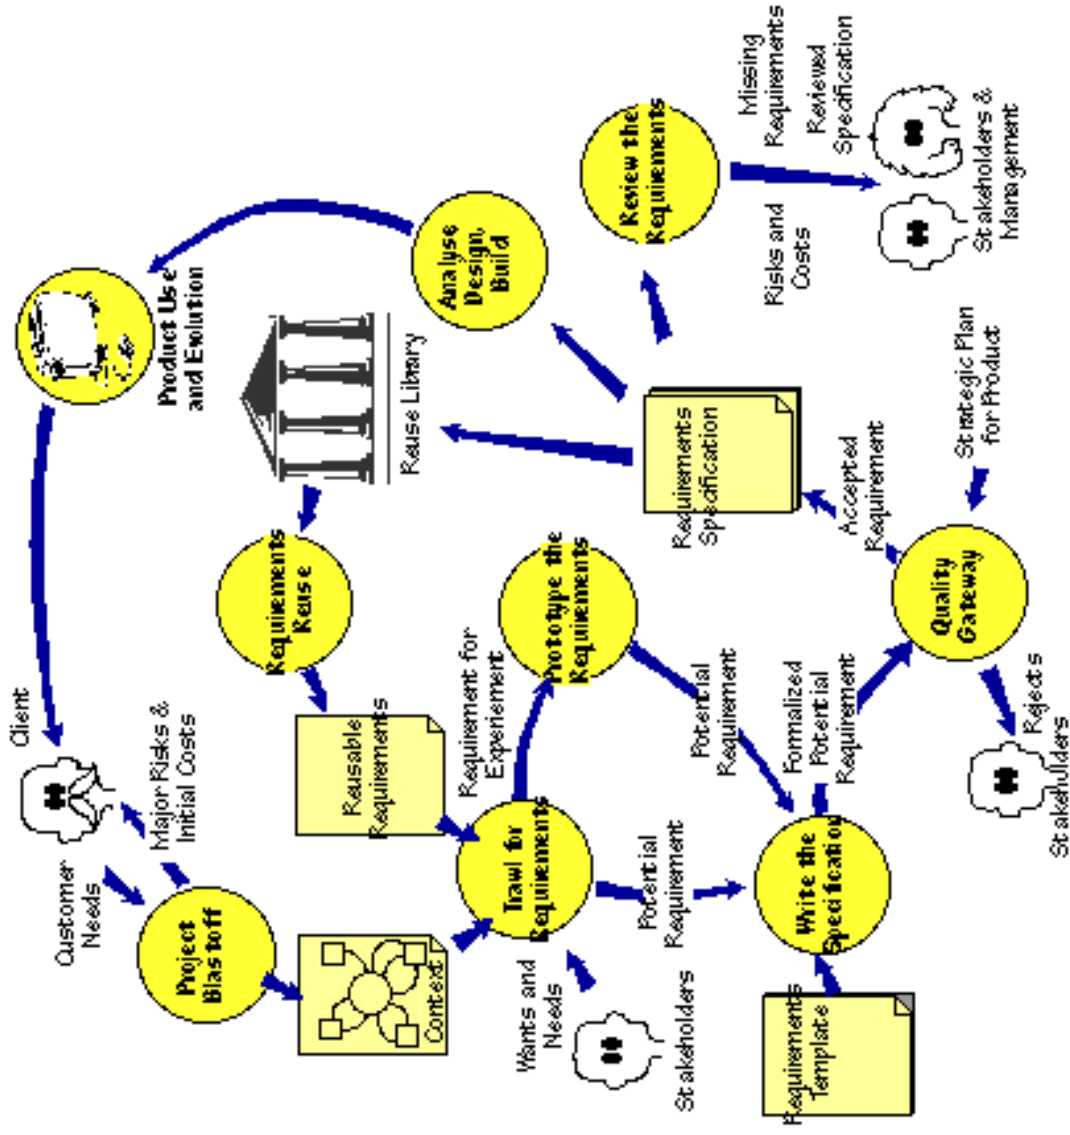 Client
Customer
Needs
Major Risks &
Initial Costs
Project
Blastoff
Product Use
and Evolution
Context
Reusable
Requirements
Requirements
Reuse
Reuse Library
Analyse
Design,
Build
Wants and
Needs
Stakeholders
Trawl for
Requirements
Requirement for
Experiement
Prototype the
Requirements
Requirements
Specification
Review the
Requirements
Potential
Requirement
Potential
Requirement
Risks and
Costs
Missing
Requirements
Reviewed
Specification
Requirements
Template
Write the
Specification
Formalized
Potential
Requirement
Accepted
Requirement
Stakeholders &
Management
Quality
Gateway
Strategic Plan
for Product
Rejects
Stakehulders